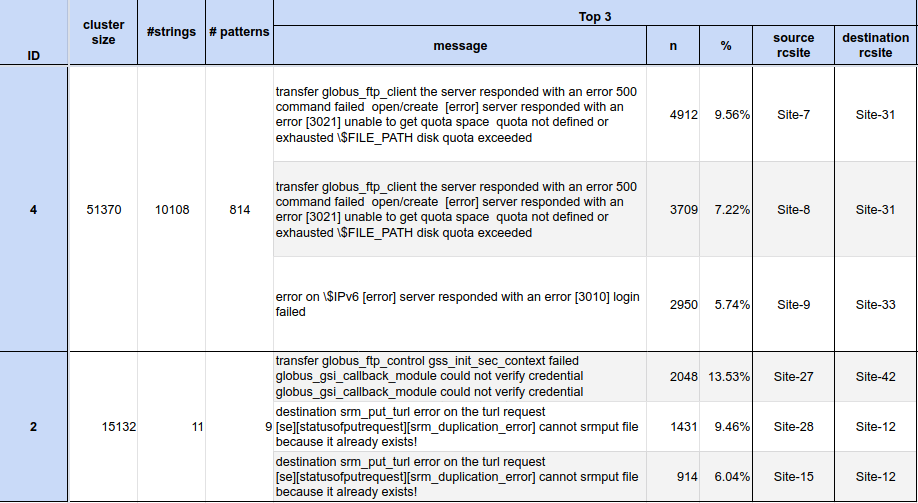 Top 3
ID
cluster
size
#strings
# patterns
message
n
%
source
rcsite
destination
rcsite
4
51370
10108
814
transfer globus_ftp_client the server responded with an error 500
command failed  open/create  [error] server responded with an
error [3021] unable to get quota space  quota not defined or
exhausted \$FILE_PATH disk quota exceeded
4912
9.56%
Site-7
Site-31
transfer globus_ftp_client the server responded with an error 500
command failed  open/create  [error] server responded with an
error [3021] unable to get quota space  quota not defined or
exhausted \$FILE_PATH disk quota exceeded
3709
7.22%
Site-8
Site-31
error on \$IPv6 [error] server responded with an error [3010] login
failed
2950
5.74%
Site-9
Site-33
2
15132
11
9
transfer globus_ftp_control gss_init_sec_context failed
globus_gsi_callback_module could not verify credential
globus_gsi_callback_module could not verify credential
2048
13.53%
Site-27
Site-42
destination srm_put_turl error on the turl request
[se][statusofputrequest][srm_duplication_error] cannot srmput file
because it already exists!
1431
9.46%
Site-28
Site-12
destination srm_put_turl error on the turl request
[se][statusofputrequest][srm_duplication_error] cannot srmput file
because it already exists!
914
6.04%
Site-15
Site-12